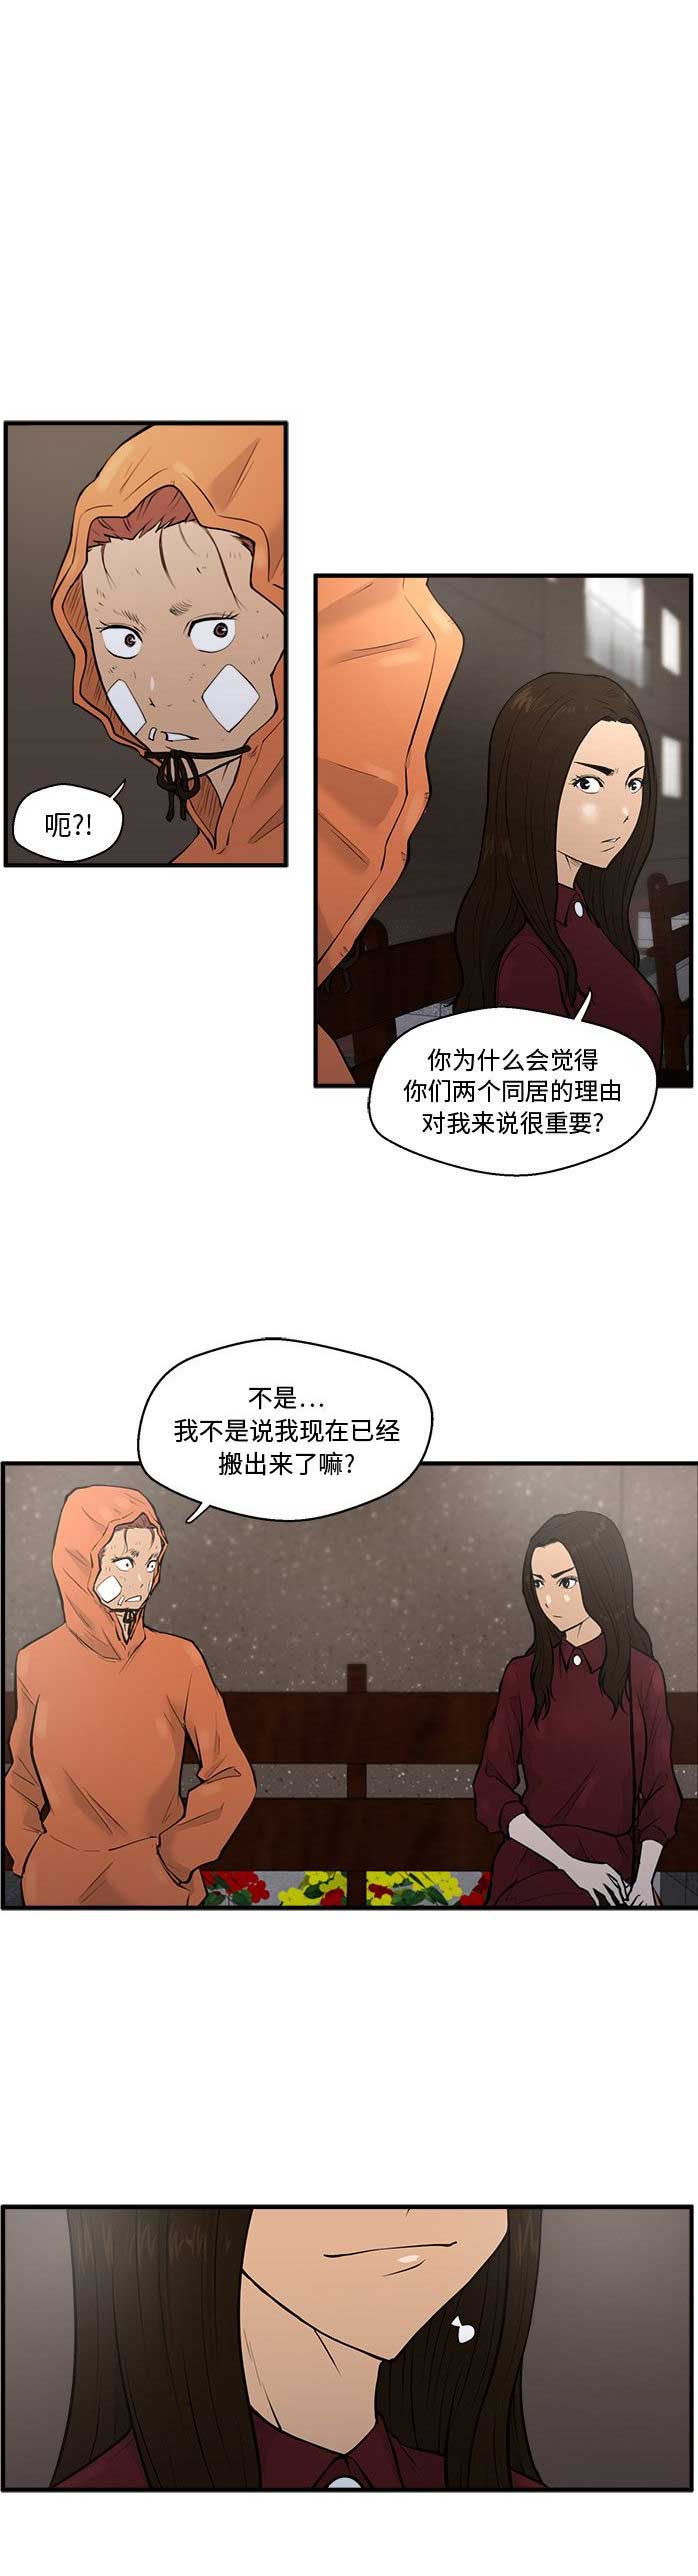 呃?!
你为什么会觉得
你们两个同居的理由
对我来说很重要?
不是...
我不是说我现在已经
搬出来了嘛?